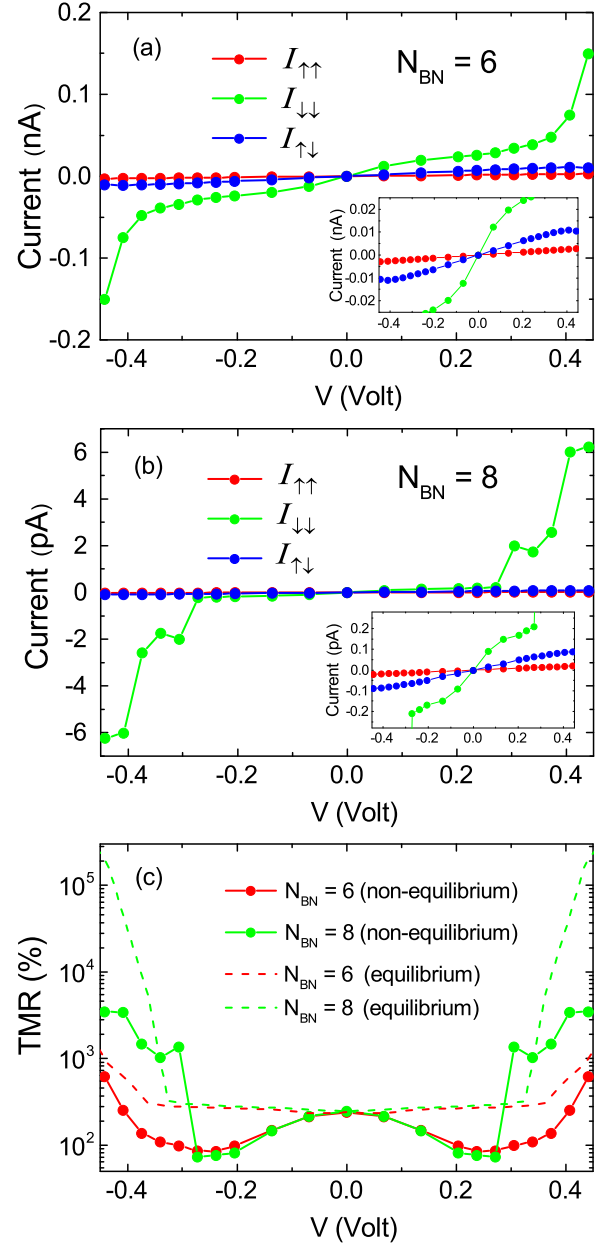 (a)
I↑↑
I↓↓
I↑↓
N_BN = 6
0.2
0.1
0.0
-0.1
-0.2
Current (nA)
-0.4 -0.2 0.0 0.2 0.4
V (Volt)
0.02
0.01
0.00
-0.01
-0.02
Current (nA)
-0.4 -0.2 0.0 0.2 0.4
(b)
I↑↑
I↓↓
I↑↓
N_BN = 8
6
4
2
0
-2
-4
-6
Current (pA)
-0.4 -0.2 0.0 0.2 0.4
V (Volt)
0.2
0.1
0.0
-0.1
-0.2
Current (pA)
-0.4 -0.2 0.0 0.2 0.4
(c)
N_BN = 6 (non-equilibrium)
N_BN = 8 (non-equilibrium)
N_BN = 6 (equilibrium)
N_BN = 8 (equilibrium)
10^5
10^4
10^3
10^2
TMR (%)
-0.4 -0.2 0.0 0.2 0.4
V (Volt)